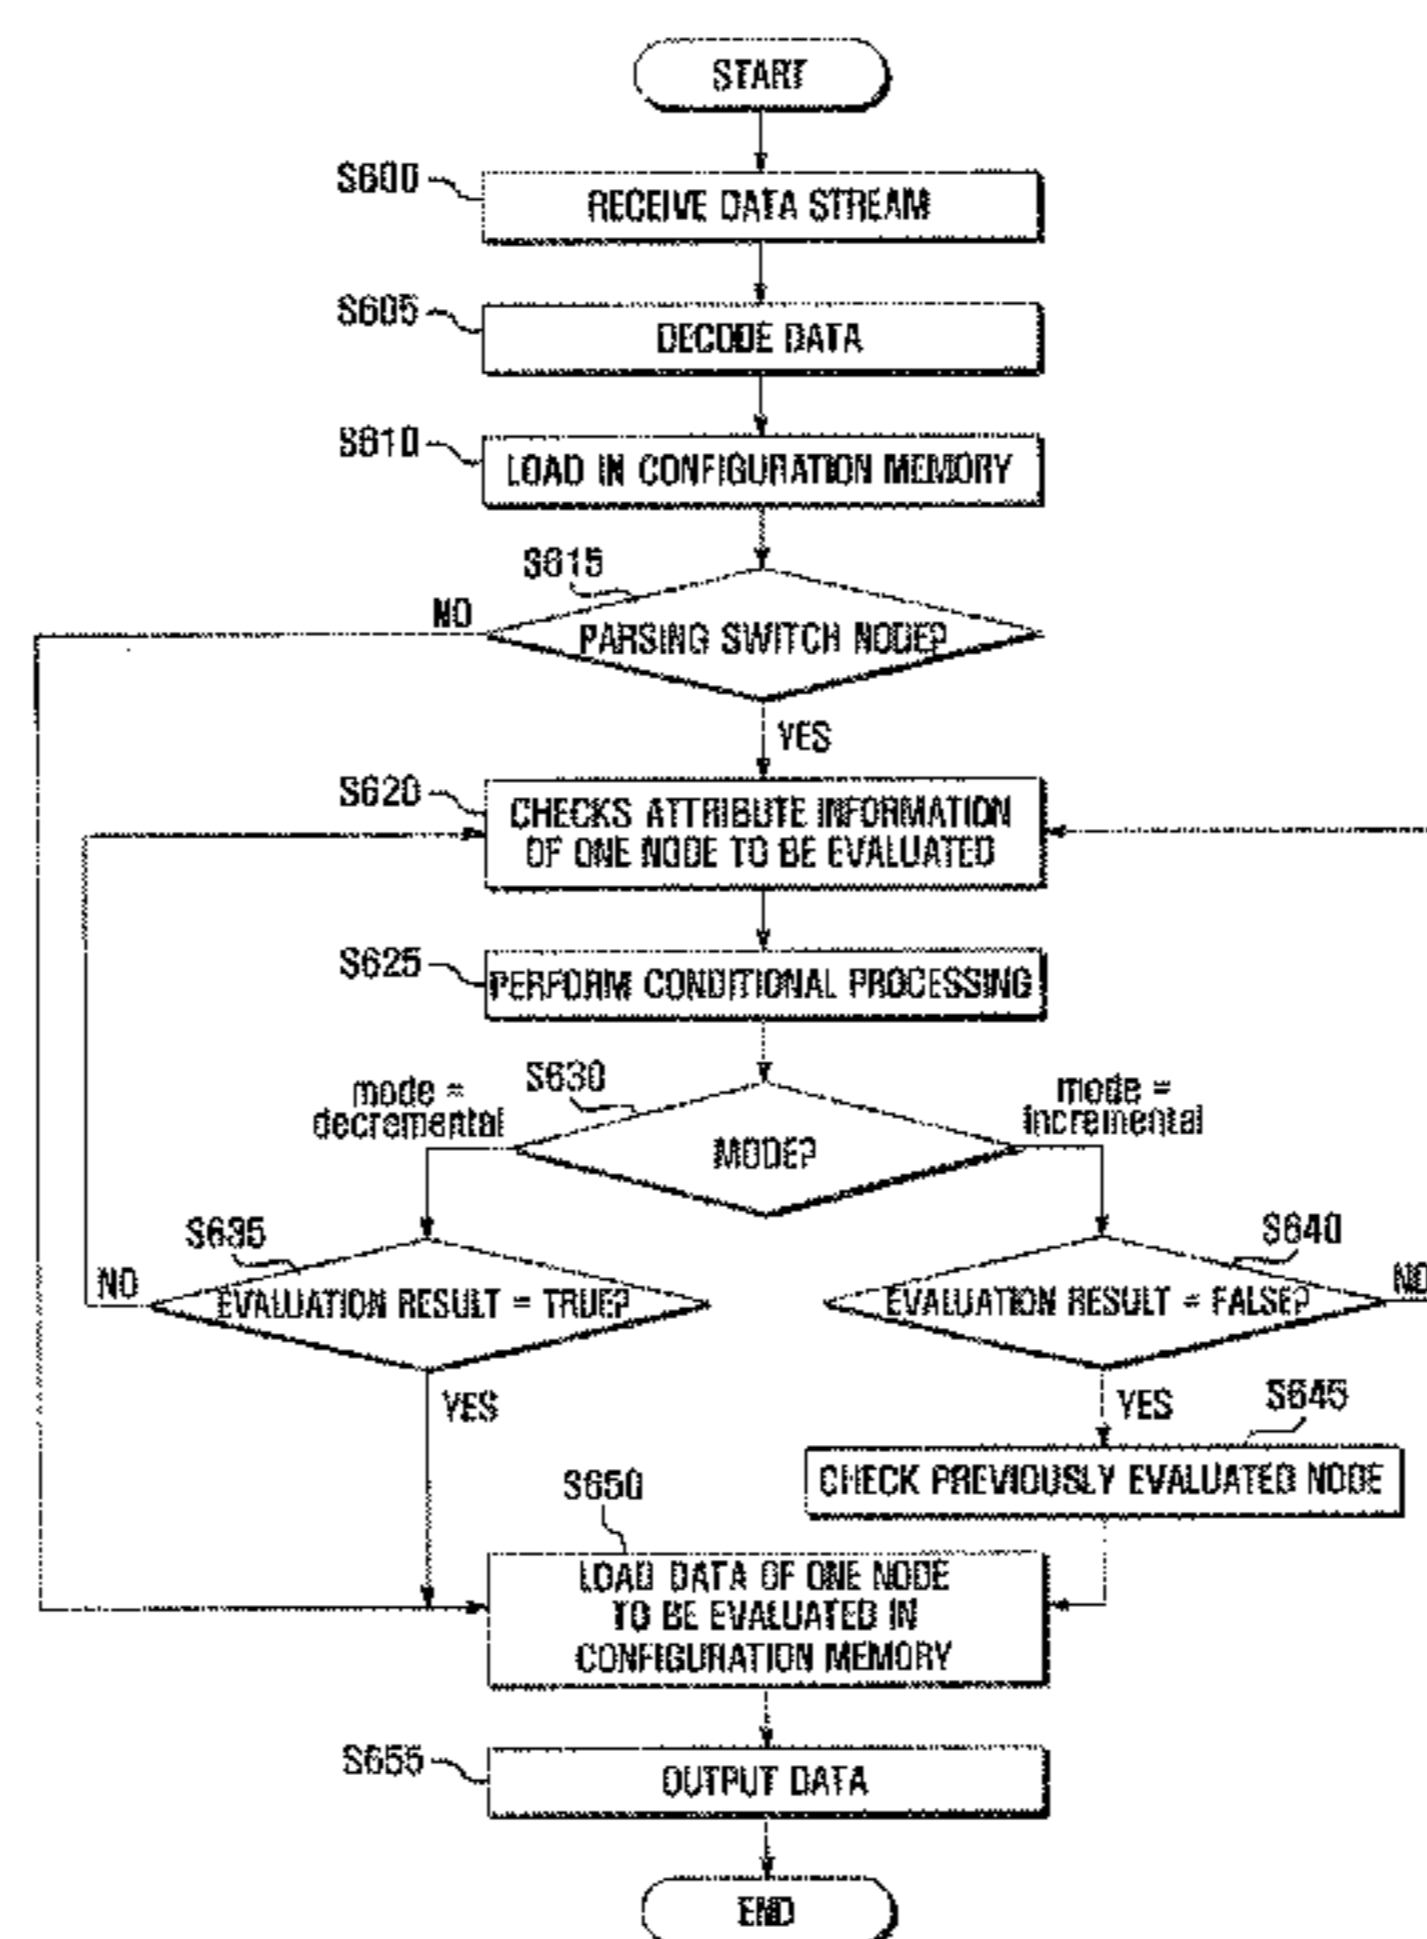 START
S600
RECEIVE DATA STREAM
S605
DECODE DATA
S610
LOAD IN CONFIGURATION MEMORY
S615
NO
PARSING SWITCH NODE?
YES
S620
CHECKS ATTRIBUTE INFORMATION
OF ONE NODE TO BE EVALUATED
S625
PERFORM CONDITIONAL PROCESSING
S630
mode =
decremental
mode =
incremental
MODE?
S635
S640
NO
EVALUATION RESULT = TRUE?
EVALUATION RESULT = FALSE?
NO
YES
YES
S645
CHECK PREVIOUSLY EVALUATED NODE
S650
LOAD DATA OF ONE NODE
TO BE EVALUATED IN
CONFIGURATION MEMORY
S655
OUTPUT DATA
END